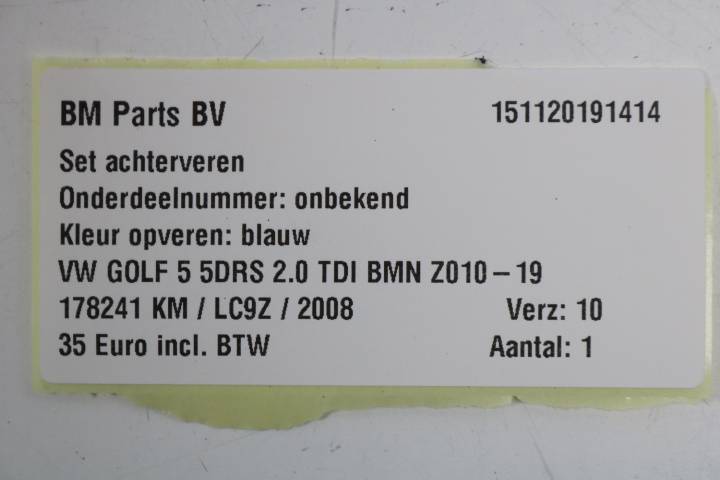 BM Parts BV 151120191414
Set achterveren
Onderdeelnummer: onbekend
Kleur opveren: blauw
VW GOLF 5 5DRS 2.0 TDI BMN Z010-19
178241 KM / LC9Z / 2008 Verz: 10
35 Euro incl. BTW Aantal: 1